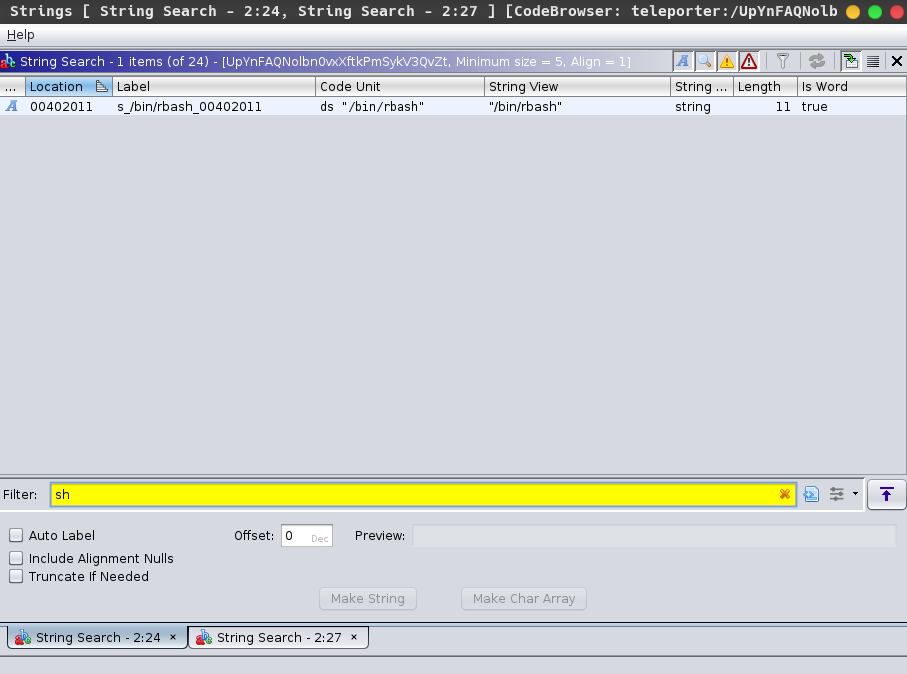 Strings [ String Search - 2:24, String Search - 2:27 ] [CodeBrowser: teleporter:/UpYnFAQNolb
Help
String Search - 1 items (of 24) - [UpYnFAQNolbn0vxXftkPmSykV3QvZt, Minimum size = 5, Align = 1]
... Location Label Code Unit String View String ... Length Is Word
A 00402011 s_/bin/rbash_00402011 ds "/bin/rbash" "/bin/rbash" string 11 true
Filter: sh
Auto Label Offset: 0 Dec Preview:
Include Alignment Nulls
Truncate If Needed
Make String Make Char Array
String Search - 2:24 × String Search - 2:27 ×